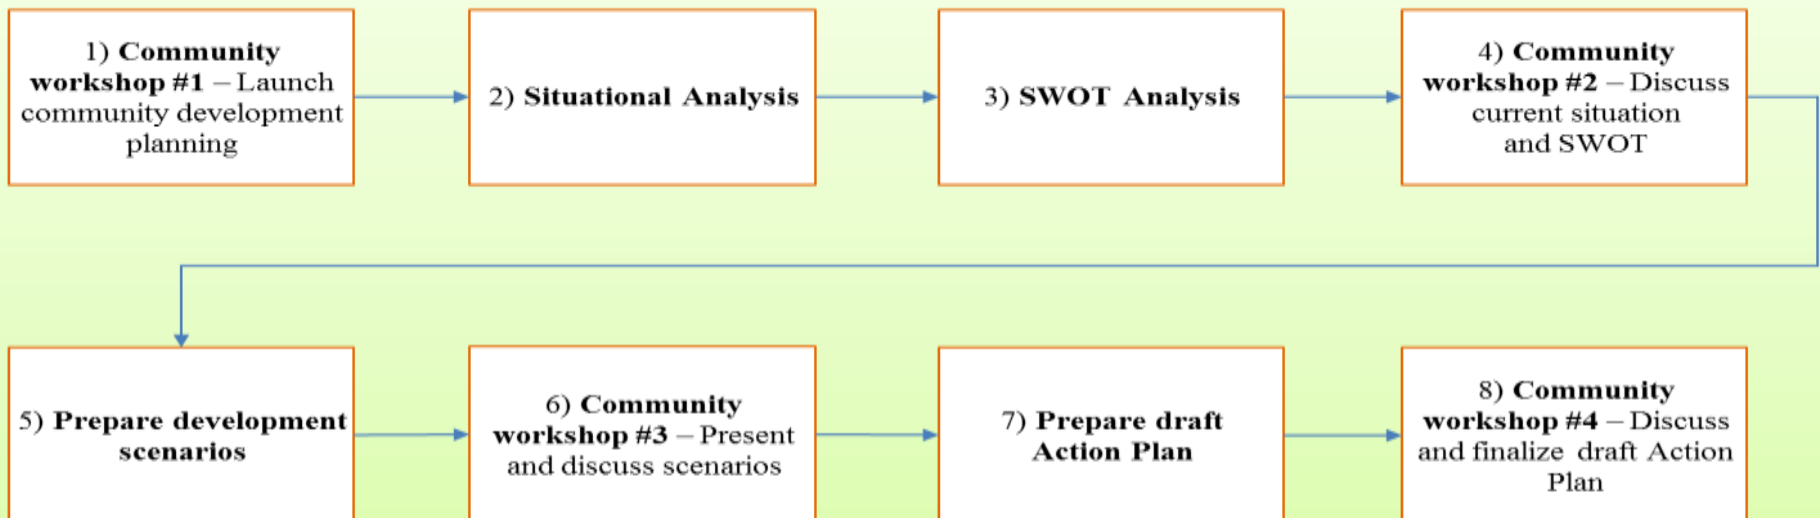 1) Community
workshop #1 – Launch
community development
planning
2) Situational Analysis
3) SWOT Analysis
4) Community
workshop #2 – Discuss
current situation
and SWOT
5) Prepare development
scenarios
6) Community
workshop #3 – Present
and discuss scenarios
7) Prepare draft
Action Plan
8) Community
workshop #4 – Discuss
and finalize draft Action
Plan